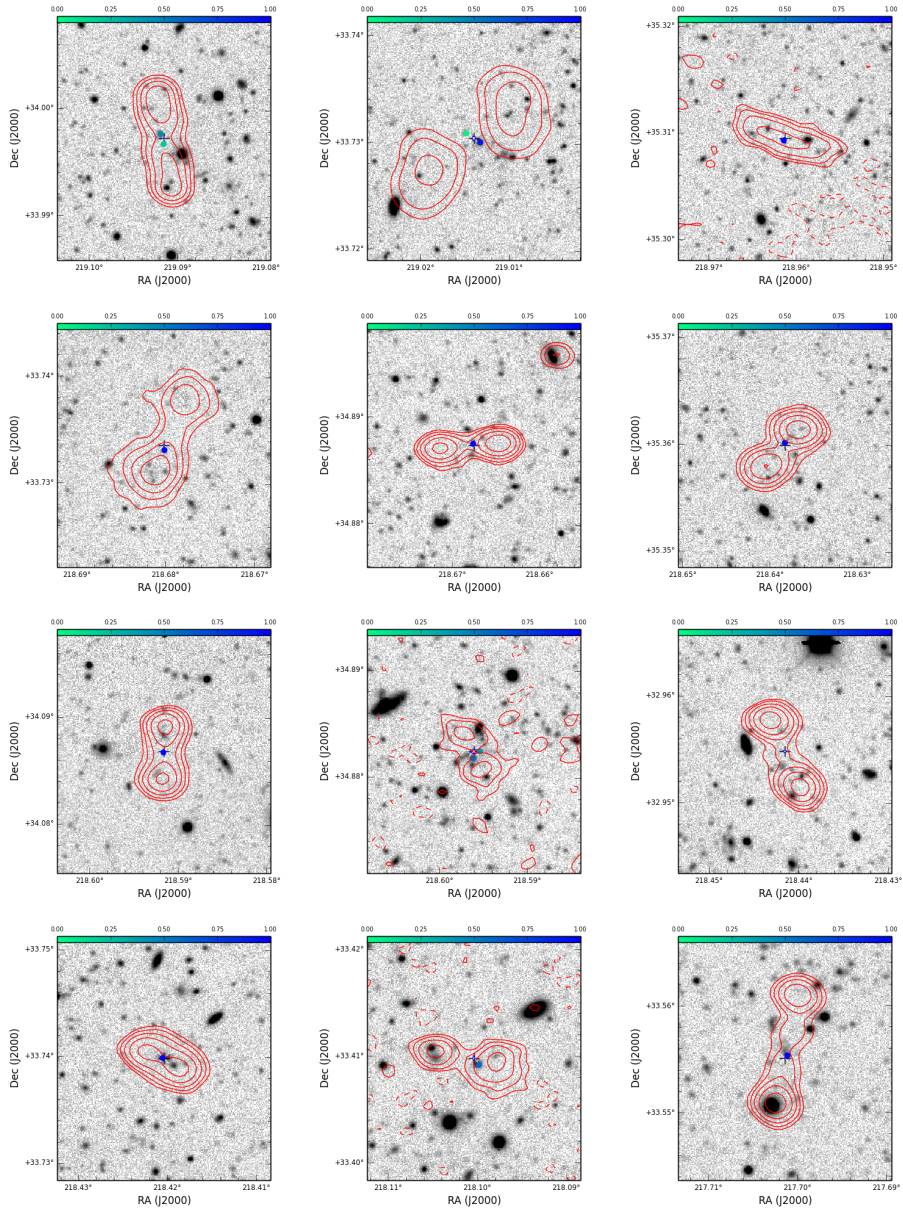 0.00 0.25 0.50 0.75 1.00
+34.00°
+33.99°
Dec (J2000)
219.10° 219.09° 219.08°
RA (J2000)
0.00 0.25 0.50 0.75 1.00
+33.74°
+33.73°
+33.72°
Dec (J2000)
219.02° 219.01°
RA (J2000)
0.00 0.25 0.50 0.75 1.00
+35.32°
+35.31°
+35.30°
Dec (J2000)
218.97° 218.96° 218.95°
RA (J2000)
0.00 0.25 0.50 0.75 1.00
+33.74°
+33.73°
Dec (J2000)
218.69° 218.68° 218.67°
RA (J2000)
0.00 0.25 0.50 0.75 1.00
+34.89°
+34.88°
Dec (J2000)
218.67° 218.66°
RA (J2000)
0.00 0.25 0.50 0.75 1.00
+35.37°
+35.36°
+35.35°
Dec (J2000)
218.65° 218.64° 218.63°
RA (J2000)
0.00 0.25 0.50 0.75 1.00
+34.09°
+34.08°
Dec (J2000)
218.60° 218.59° 218.58°
RA (J2000)
0.00 0.25 0.50 0.75 1.00
+34.89°
+34.88°
Dec (J2000)
218.60° 218.59°
RA (J2000)
0.00 0.25 0.50 0.75 1.00
+32.96°
+32.95°
Dec (J2000)
218.45° 218.44° 218.43°
RA (J2000)
0.00 0.25 0.50 0.75 1.00
+33.75°
+33.74°
+33.73°
Dec (J2000)
218.43° 218.42° 218.41°
RA (J2000)
0.00 0.25 0.50 0.75 1.00
+33.42°
+33.41°
+33.40°
Dec (J2000)
218.11° 218.10° 218.09°
RA (J2000)
0.00 0.25 0.50 0.75 1.00
+33.56°
+33.55°
Dec (J2000)
217.71° 217.70° 217.69°
RA (J2000)